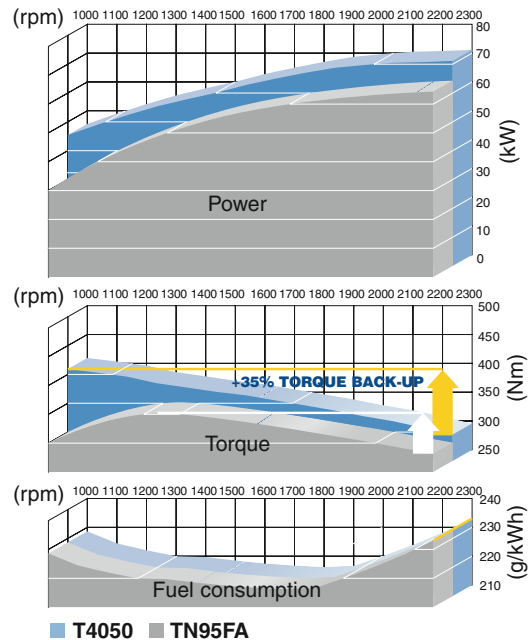 (rpm) 1000 1100 1200 1300 1400 1500 1600 1700 1800 1900 2000 2100 2200 2300
80
70
60
50
40
30
20
10
0
(kW)
Power
(rpm) 1000 1100 1200 1300 1400 1500 1600 1700 1800 1900 2000 2100 2200 2300
500
450
400
350
300
250
(Nm)
+35% TORQUE BACK-UP
Torque
(rpm) 1000 1100 1200 1300 1400 1500 1600 1700 1800 1900 2000 2100 2200 2300
240
230
220
210
(g/kWh)
Fuel consumption
T4050 TN95FA